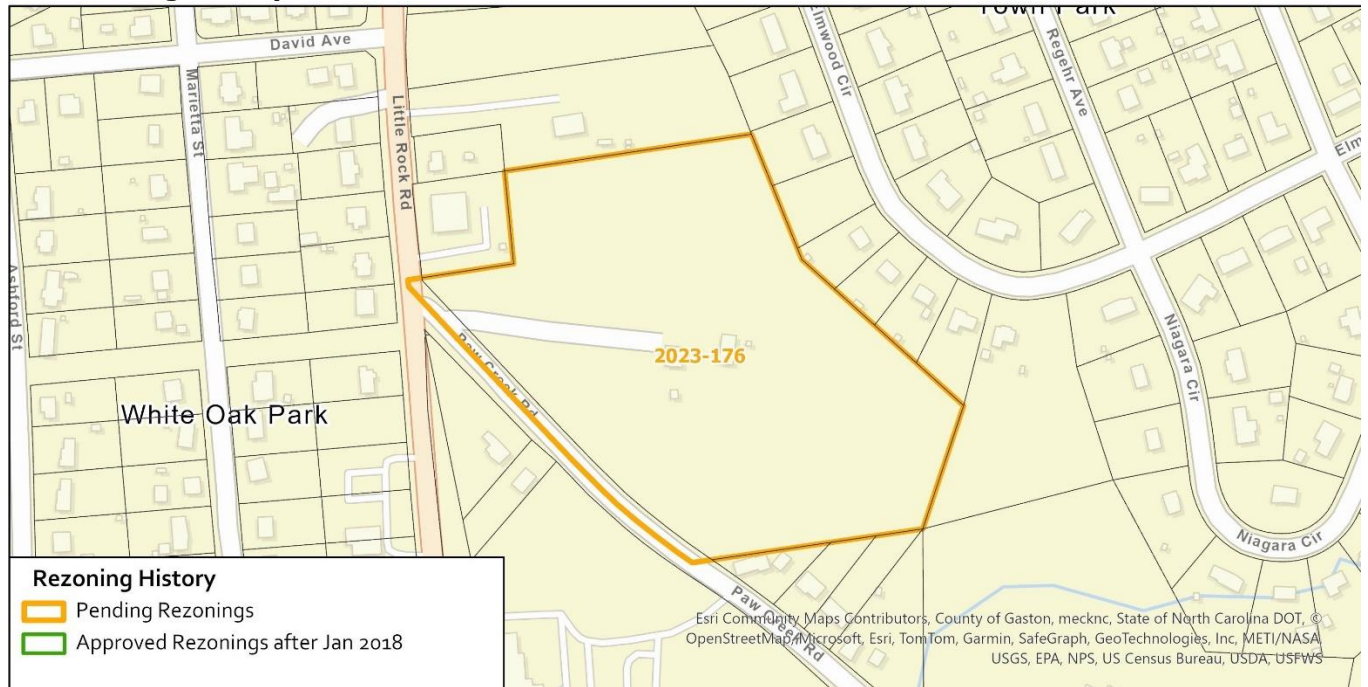 Town Park
David Ave
Elmwood Cir
Regehr Ave
Marietta St
Little Rock Rd
Ashford St
Paw Creek Rd
2023-176
White Oak Park
Niagara Cir
Niagara Cir
Paw Creek Rd
Rezoning History
Pending Rezonings
Approved Rezonings after Jan 2018
Esri Community Maps Contributors, County of Gaston, mecknc, State of North Carolina DOT, ©
OpenStreetMap, Microsoft, Esri, TomTom, Garmin, SafeGraph, GeoTechnologies, Inc, METI/NASA,
USGS, EPA, NPS, US Census Bureau, USDA, USFWS